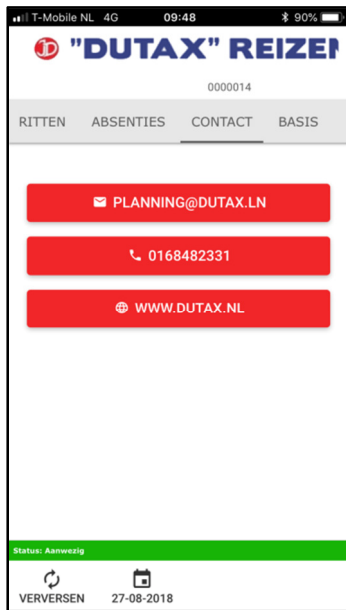 T-Mobile NL 4G 09:48 90%
JD "DUTAX" REIZEN
0000014
RITTEN ABSENTIES CONTACT BASIS
PLANNING@DUTAX.LN
0168482331
WWW.DUTAX.NL
Status: Aanwezig
VERVERSEN 27-08-2018